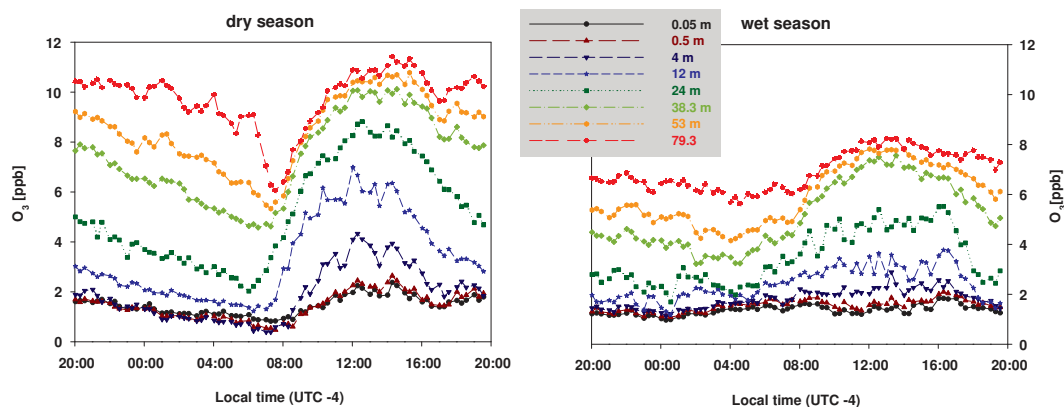 dry season
wet season
0.05 m
0.5 m
4 m
12 m
24 m
38.3 m
53 m
79.3
O3 [ppb]
12
10
8
6
4
2
0
20:00 00:00 04:00 08:00 12:00 16:00 20:00
Local time (UTC -4)
12
10
8
6
4
2
0
[ppb]
20:00 00:00 04:00 08:00 12:00 16:00 20:00
Local time (UTC -4)